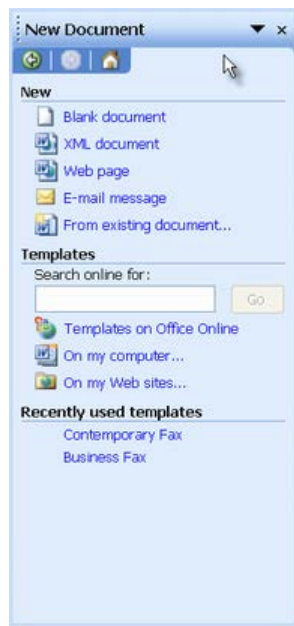 New Document
New
Blank document
XML document
Web page
E-mail message
From existing document...
Templates
Search online for:
Go
Templates on Office Online
On my computer...
On my Web sites...
Recently used templates
Contemporary Fax
Business Fax